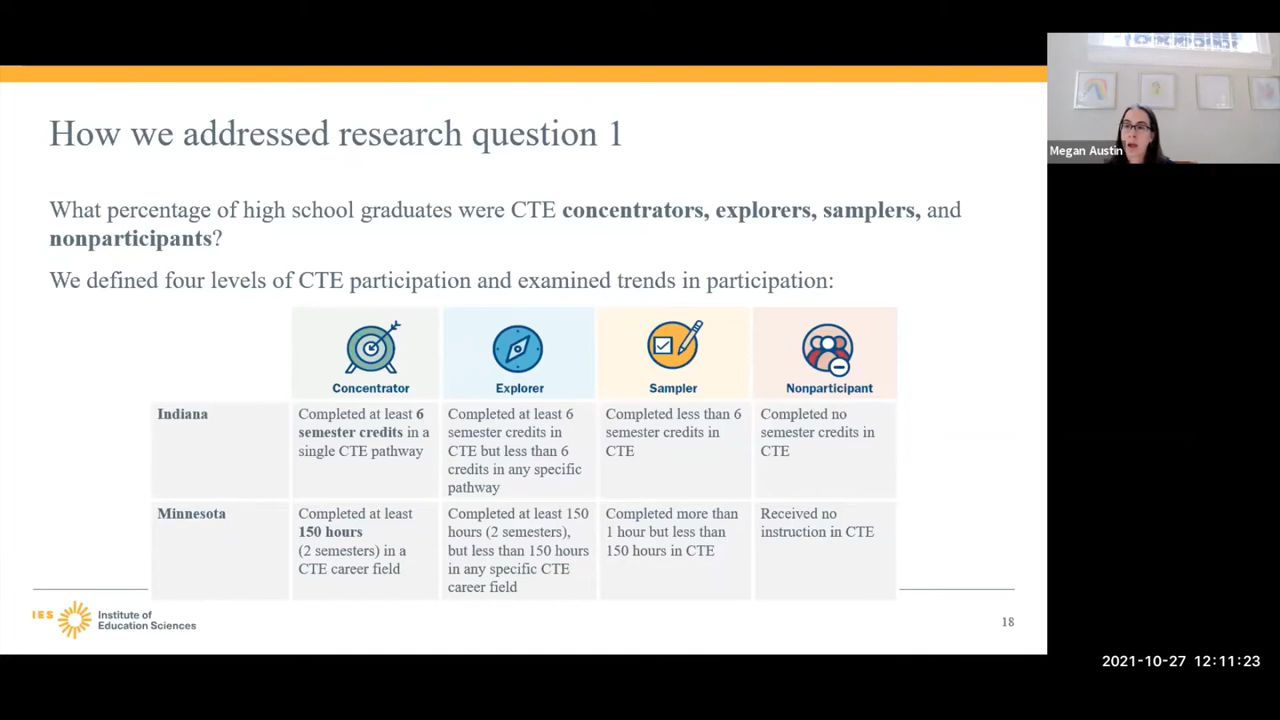 How we addressed research question 1
Megan Austin
What percentage of high school graduates were CTE concentrators, explorers, samplers, and
nonparticipants?
We defined four levels of CTE participation and examined trends in participation:
Concentrator
Explorer
Sampler
Nonparticipant
Indiana
Completed at least 6
semester credits in a
single CTE pathway
Completed at least 6
semester credits in
CTE but less than 6
credits in any specific
pathway
Completed less than 6
semester credits in
CTE
Completed no
semester credits in
CTE
Minnesota
Completed at least
150 hours
(2 semesters) in a
CTE career field
Completed at least 150
hours (2 semesters),
but less than 150 hours
in any specific CTE
career field
Completed more than
1 hour but less than
150 hours in CTE
Received no
instruction in CTE
IES
Institute of
Education Sciences
18
2021-10-27 12:11:23